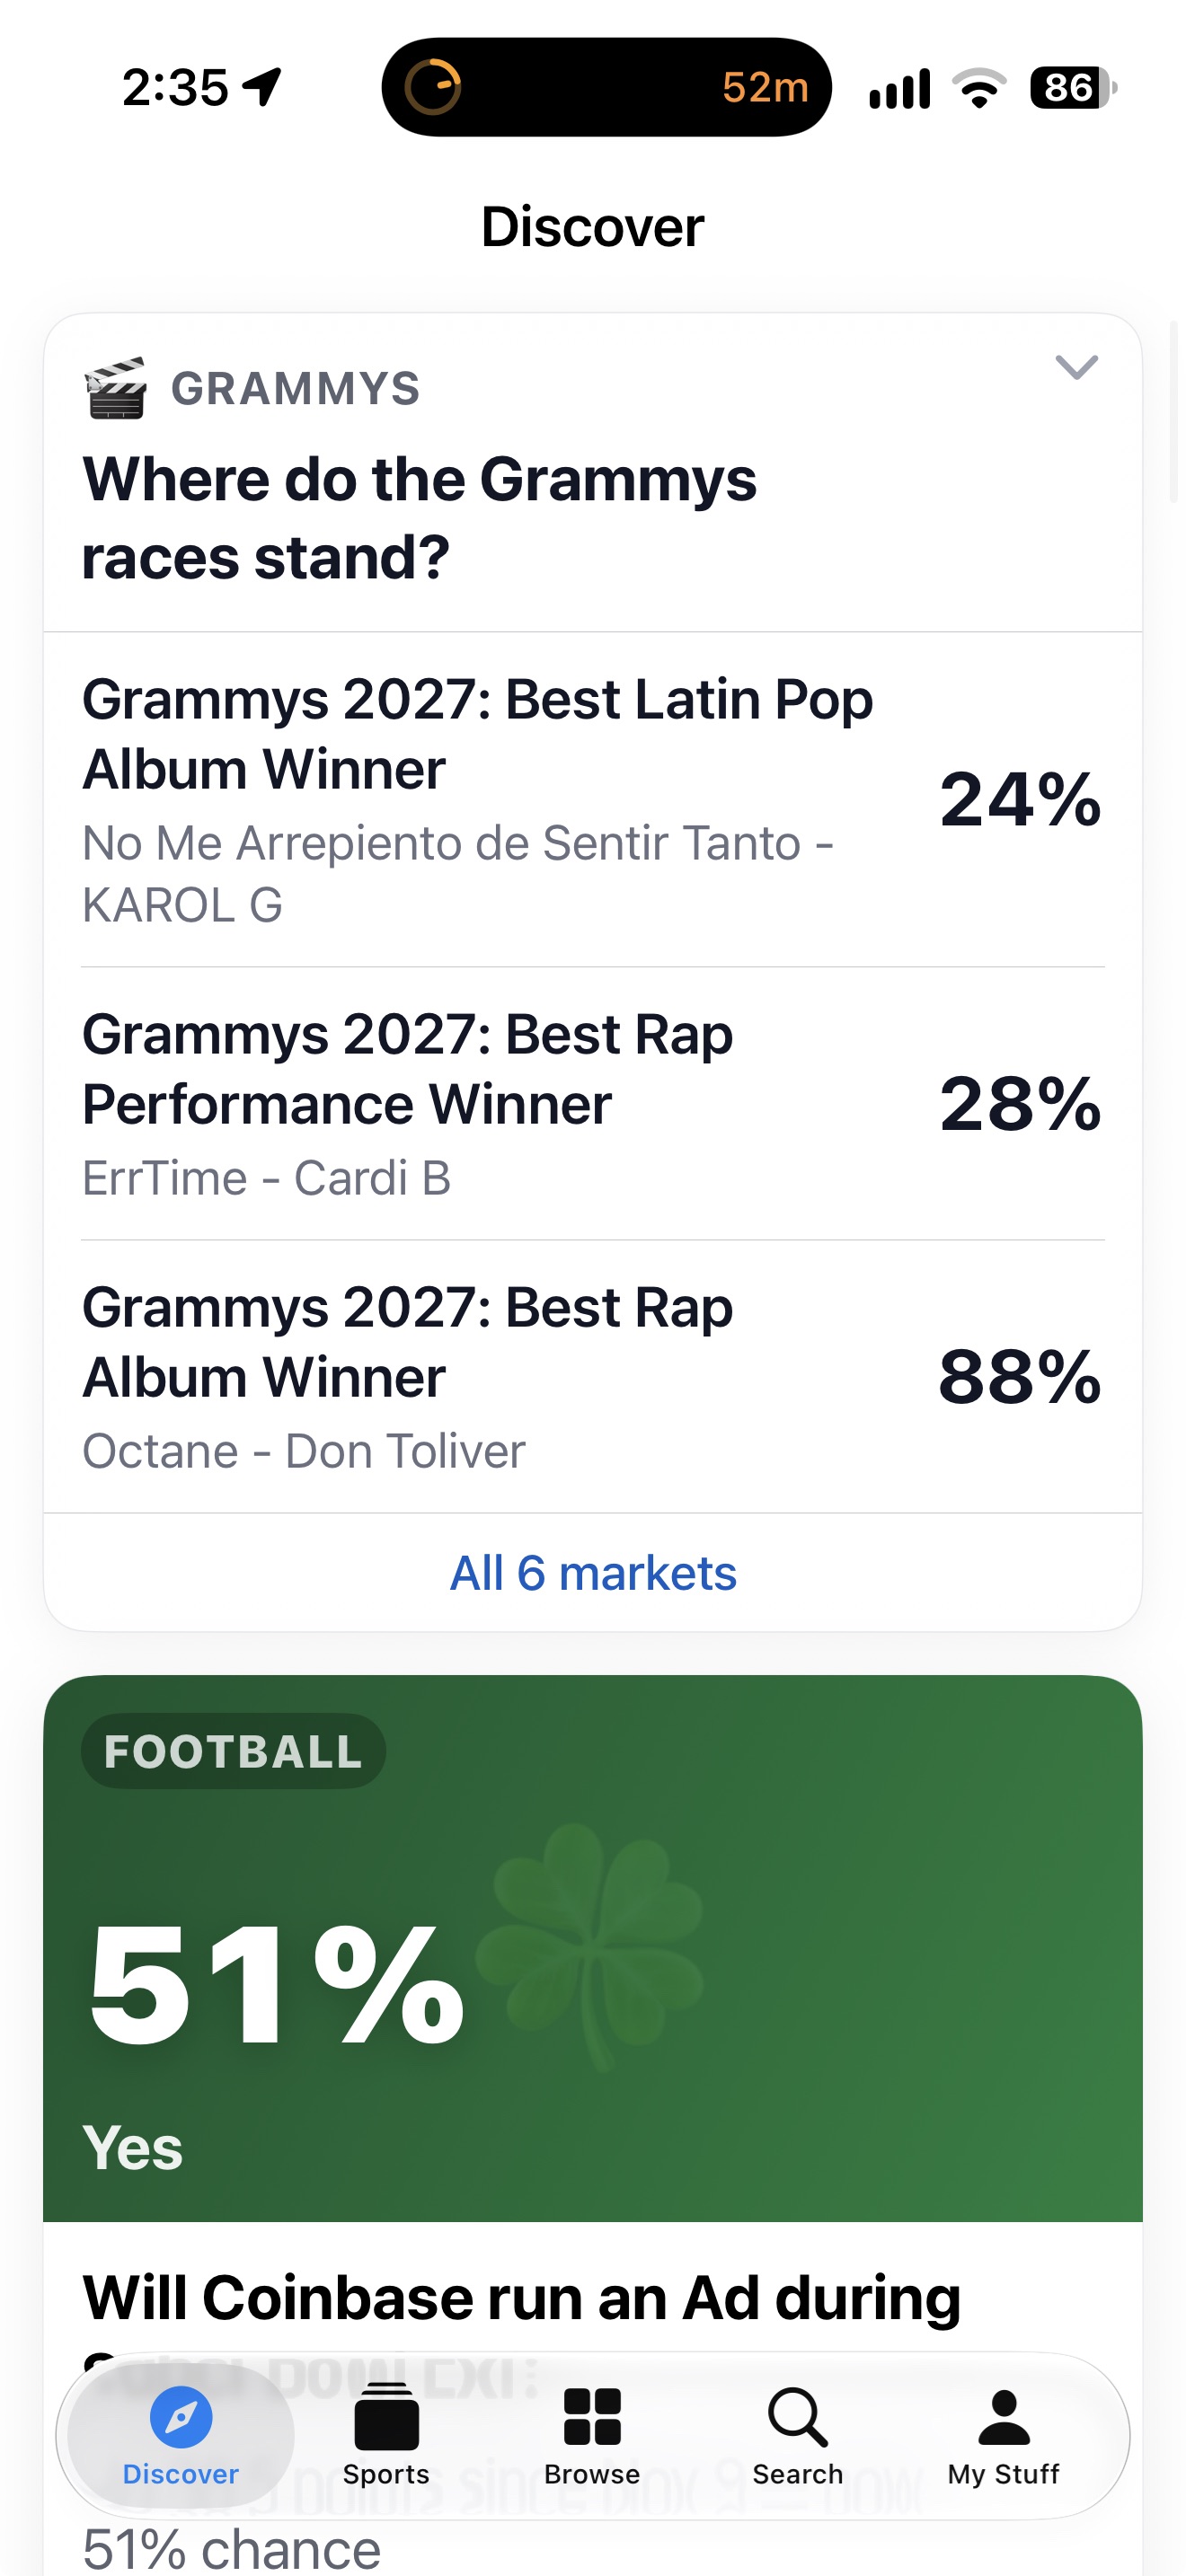 2:35
52m
86
Discover
GRAMMYS
Where do the Grammys
races stand?
Grammys 2027: Best Latin Pop
Album Winner
24%
No Me Arrepiento de Sentir Tanto -
KAROL G
Grammys 2027: Best Rap
Performance Winner
28%
ErrTime - Cardi B
Grammys 2027: Best Rap
Album Winner
88%
Octane - Don Toliver
All 6 markets
FOOTBALL
51%
Yes
Will Coinbase run an Ad during
Discover
Sports
Browse
Search
My Stuff
51% chance